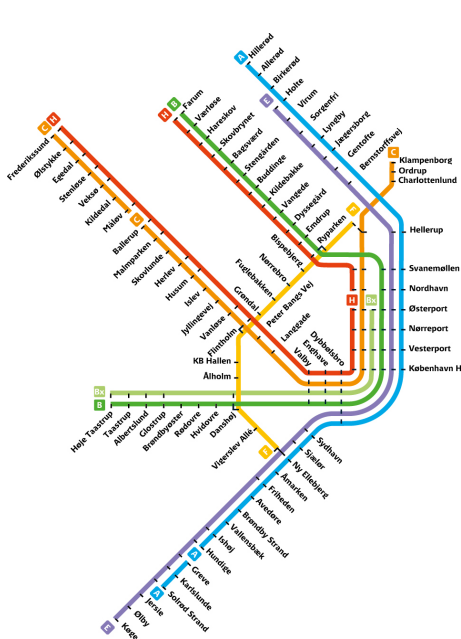 A
Hillerød
Allerød
Birkerød
Holte
Virum
Sorgenfri
Lyngby
Jægersborg
Gentofte
Bernstorffsvej
E
C
Klampenborg
Ordrup
Charlottenlund
Hellerup
B
H
Farum
Værløse
Hareskov
Skovbrynet
Bagsværd
Stengården
Buddinge
Kildebakke
Vangede
Dyssegård
Emdrup
Ryparken
F
Bispebjerg
Nørrebro
Fuglebakken
Grøndal
C
H
Frederikssund
Ølstykke
Egedal
Stenløse
Veksø
Kildedal
Måløv
C
Ballerup
Malmparken
Skovlunde
Herlev
Husum
Islev
Jyllingevej
Vanløse
Flintholm
KB Hallen
Ålholm
Peter Bangs Vej
Langgade
Valby
Enghave
Dybbølsbro
Svanemøllen
Nordhavn
H
Bx
Østerport
Nørreport
Vesterport
København H
Bx
B
Høje Taastrup
Taastrup
Albertslund
Glostrup
Brøndbyøster
Rødovre
Hvidovre
Danshøj
Vigerslev Allé
F
Sydhavn
Sjælør
Ny Ellebjerg
Åmarken
Friheden
Avedøre
Brøndby Strand
Vallensbæk
Ishøj
Hundige
A
Greve
Karlslunde
Solrød Strand
A
Jersie
Ølby
Køge
E